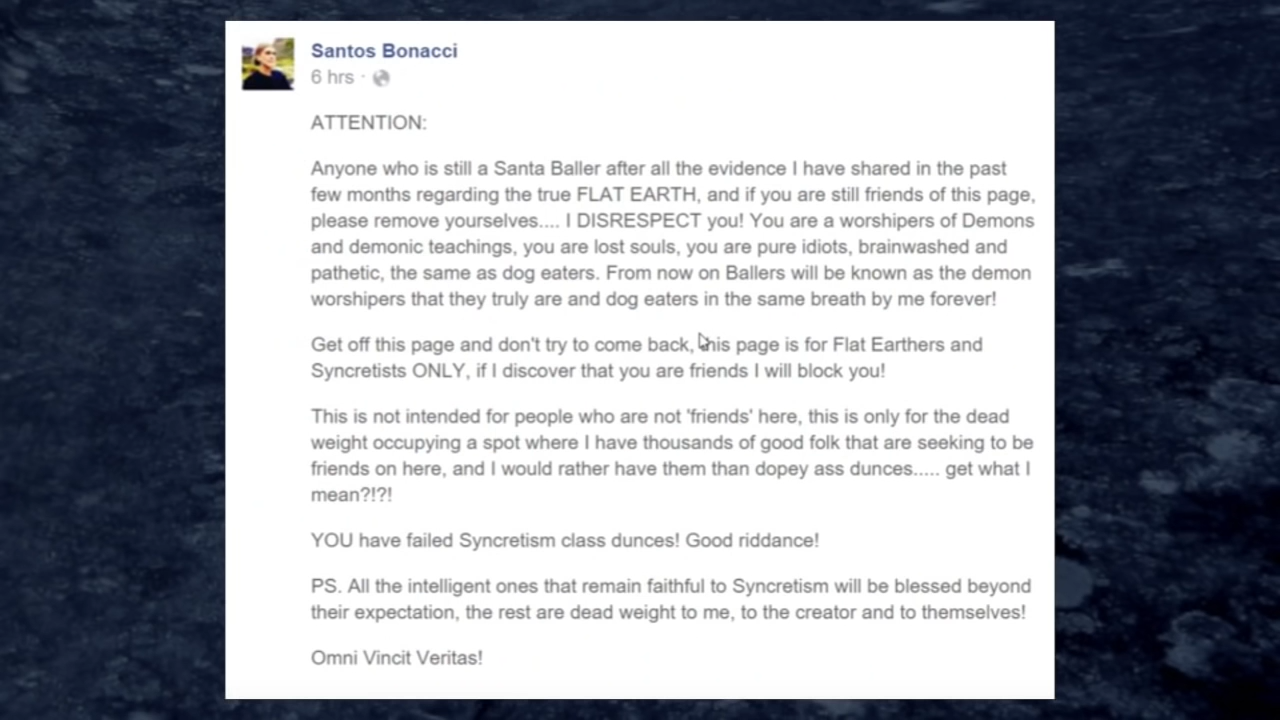 Santos Bonacci
6 hrs ·
ATTENTION:
Anyone who is still a Santa Baller after all the evidence I have shared in the past
few months regarding the true FLAT EARTH, and if you are still friends of this page,
please remove yourselves.... I DISRESPECT you! You are a worshipers of Demons
and demonic teachings, you are lost souls, you are pure idiots, brainwashed and
pathetic, the same as dog eaters. From now on Ballers will be known as the demon
worshipers that they truly are and dog eaters in the same breath by me forever!
Get off this page and don't try to come back, this page is for Flat Earthers and
Syncretists ONLY, if I discover that you are friends I will block you!
This is not intended for people who are not 'friends' here, this is only for the dead
weight occupying a spot where I have thousands of good folk that are seeking to be
friends on here, and I would rather have them than dopey ass dunces..... get what I
mean?!?!
YOU have failed Syncretism class dunces! Good riddance!
PS. All the intelligent ones that remain faithful to Syncretism will be blessed beyond
their expectation, the rest are dead weight to me, to the creator and to themselves!
Omni Vincit Veritas!